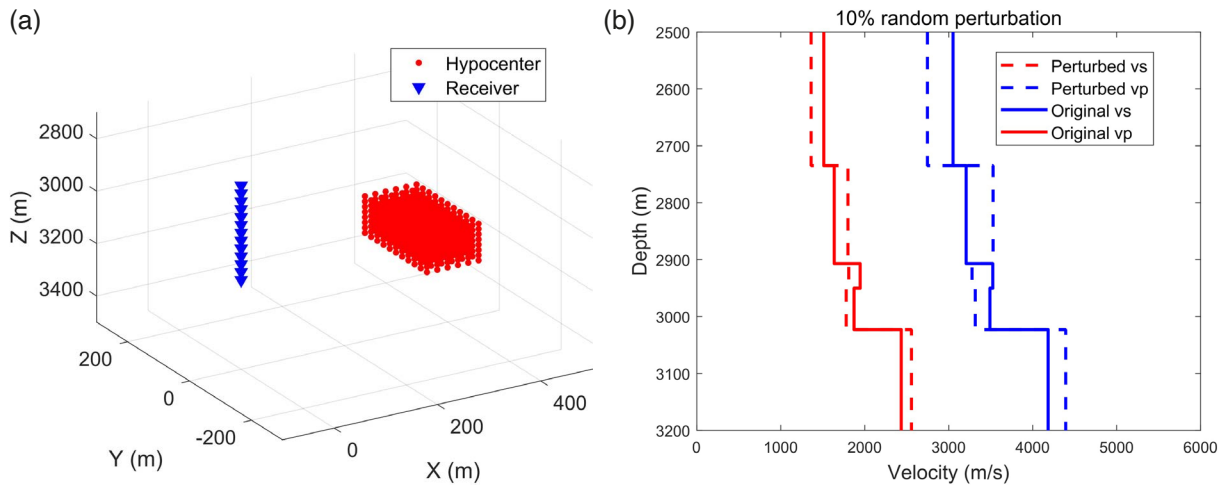 (a)
Hypocenter
Receiver
2800
3000
3200
3400
Z (m)
200
0
-200
Y (m)
0
200
400
X (m)
(b)
10% random perturbation
Perturbed vs
Perturbed vp
Original vs
Original vp
2500
2600
2700
2800
2900
3000
3100
3200
Depth (m)
0
1000
2000
3000
4000
5000
6000
Velocity (m/s)